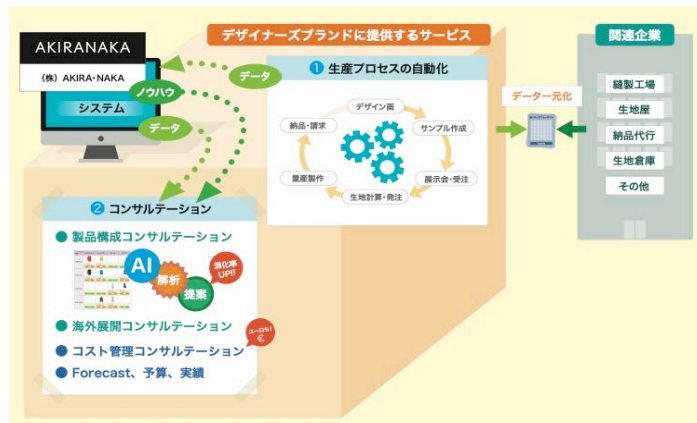 AKIRANAKA
(株) AKIRA・NAKA
ノウハウ
システム
データ
データ
デザイナーズブランドに提供するサービス
❶ 生産プロセスの自動化
デザイン画
サンプル作成
展示会・受注
生地計算・発注
量産製作
納品・請求
データ一元化
関連企業
縫製工場
生地屋
納品代行
生地倉庫
その他
❷ コンサルテーション
● 製品構成コンサルテーション
AI
解析
提案
消化率
UP!!
● 海外展開コンサルテーション
ユーロも!
€
● コスト管理コンサルテーション
● Forecast、予算、実績